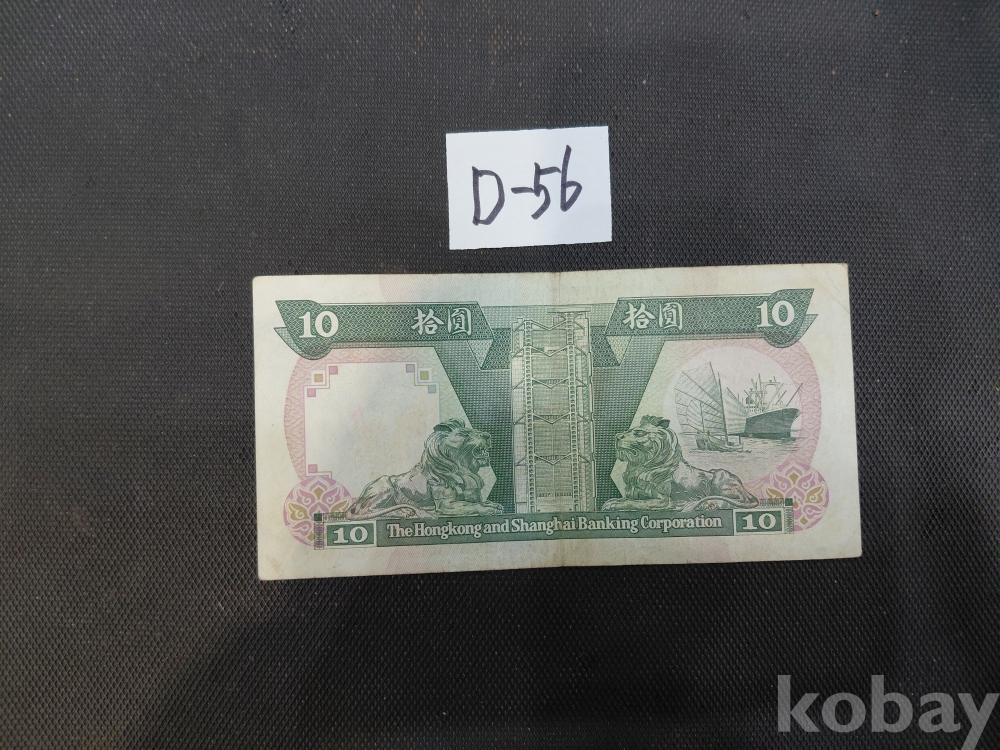 D-56
10 拾圓 拾圓 10
10 The Hongkong and Shanghai Banking Corporation 10
kobay